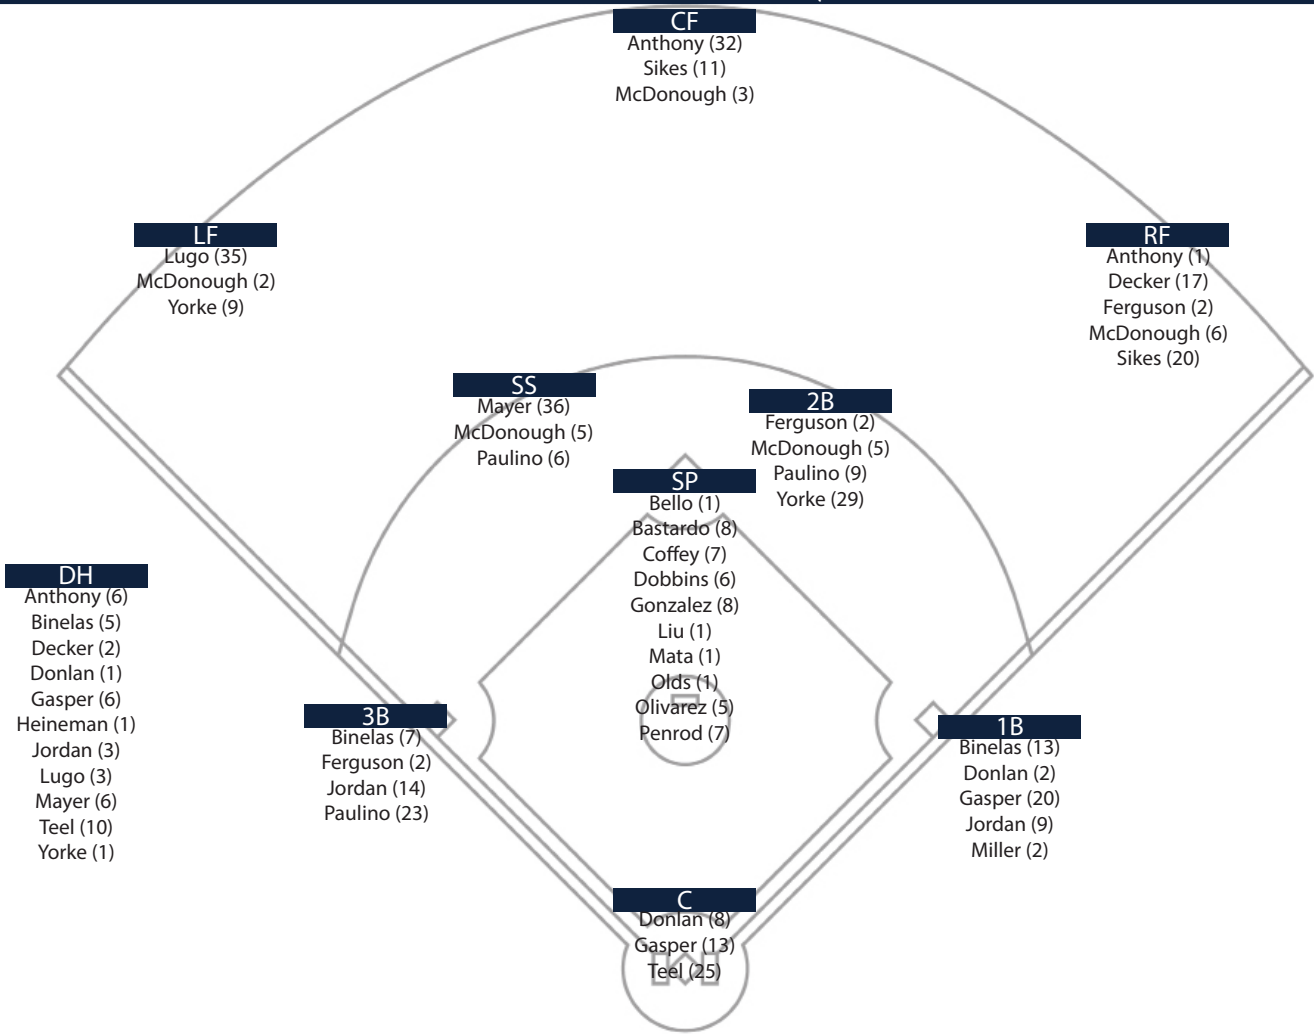 CF
Anthony (32)
Sikes (11)
McDonough (3)
LF
Lugo (35)
McDonough (2)
Yorke (9)
RF
Anthony (1)
Decker (17)
Ferguson (2)
McDonough (6)
Sikes (20)
SS
Mayer (36)
McDonough (5)
Paulino (6)
2B
Ferguson (2)
McDonough (5)
Paulino (9)
Yorke (29)
SP
Bello (1)
Bastardo (8)
Coffey (7)
Dobbins (6)
Gonzalez (8)
Liu (1)
Mata (1)
Olds (1)
Olivarez (5)
Penrod (7)
DH
Anthony (6)
Binelas (5)
Decker (2)
Donlan (1)
Gasper (6)
Heineman (1)
Jordan (3)
Lugo (3)
Mayer (6)
Teel (10)
Yorke (1)
3B
Binelas (7)
Ferguson (2)
Jordan (14)
Paulino (23)
1B
Binelas (13)
Donlan (2)
Gasper (20)
Jordan (9)
Miller (2)
C
Donlan (8)
Gasper (13)
Teel (25)